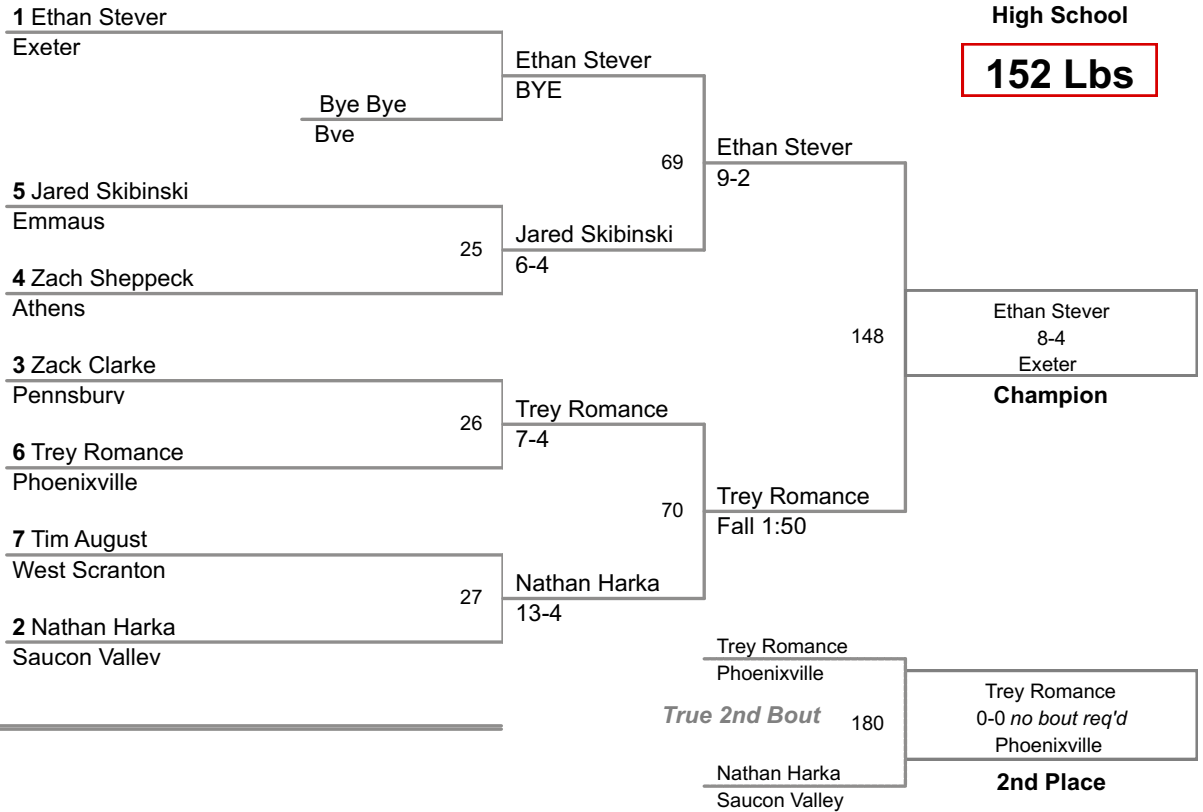 1 Ethan Stever
Exeter
Bye Bye
Bye
5 Jared Skibinski
Emmaus
4 Zach Sheppeck
Athens
3 Zack Clarke
Pennsbury
6 Trey Romance
Phoenixville
7 Tim August
West Scranton
2 Nathan Harka
Saucon Valley
25
26
27
Ethan Stever
BYE
Jared Skibinski
6-4
Trey Romance
7-4
Nathan Harka
13-4
69
70
Ethan Stever
9-2
Trey Romance
Fall 1:50
148
High School
152 Lbs
Ethan Stever
8-4
Exeter
Champion
Trey Romance
Phoenixville
True 2nd Bout
180
Nathan Harka
Saucon Valley
Trey Romance
0-0 no bout req'd
Phoenixville
2nd Place